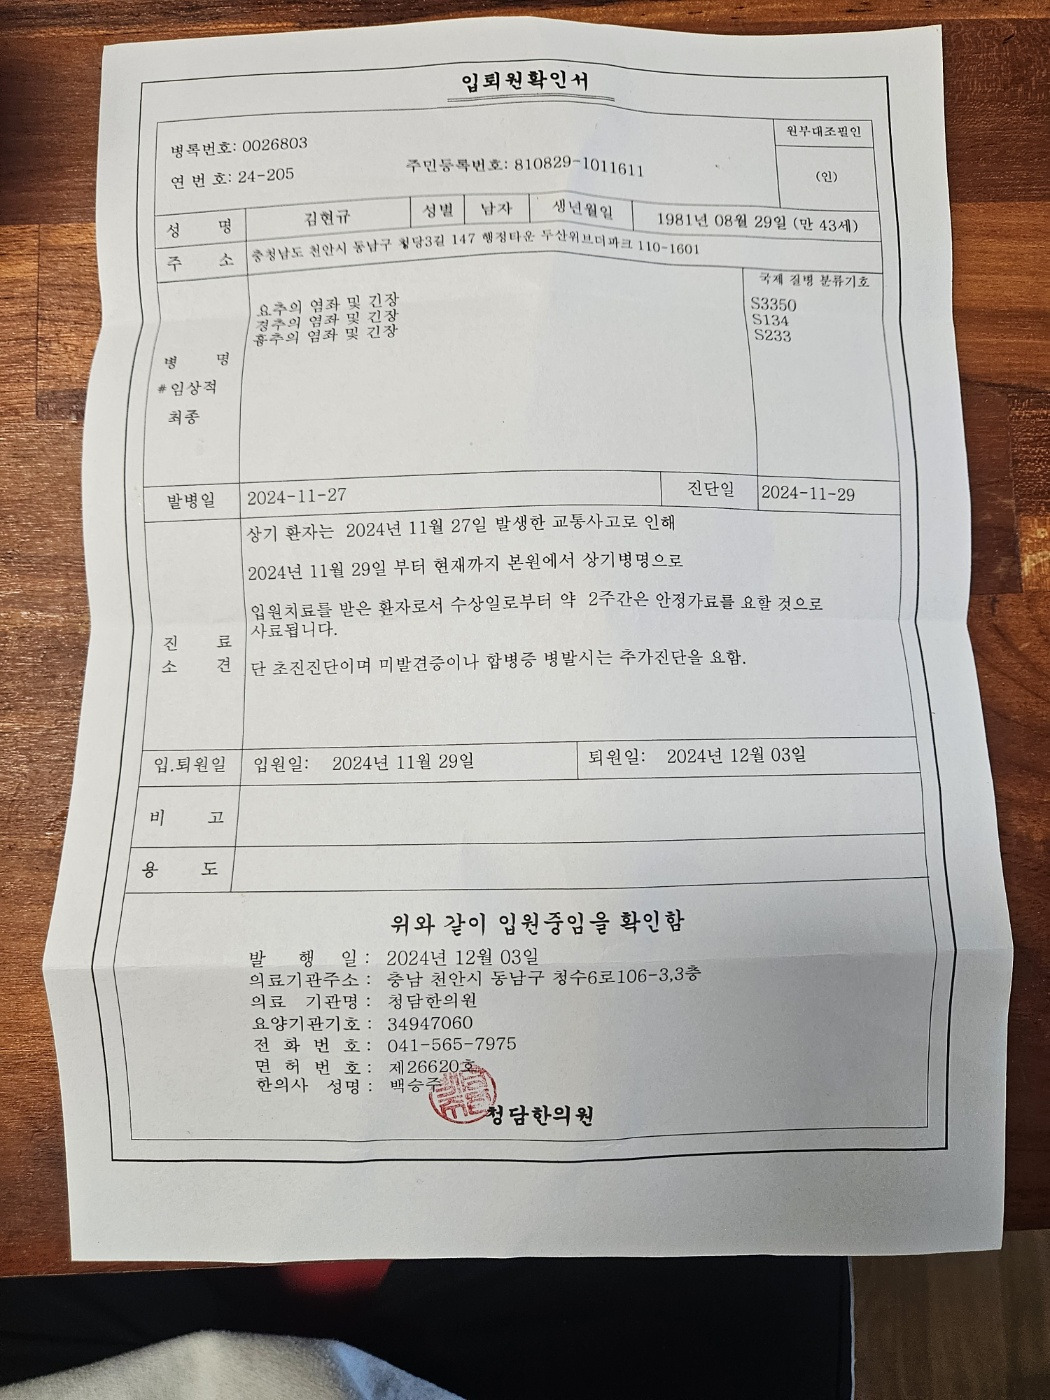 입퇴원확인서
원부대조필인
병록번호: 0026803
(인)
연 번 호: 24-205 주민등록번호: 810829-1011611
성 명 김현규 성별 남자 생년월일 1981년 08월 29일 (만 43세)
주 소 충청남도 천안시 동남구 청당3길 147 행정타운 두산위브더파크 110-1601
국제 질병 분류기호
요추의 염좌 및 긴장 S3350
경추의 염좌 및 긴장 S134
흉추의 염좌 및 긴장 S233
병 명
#임상적
최종
발병일 2024-11-27 진단일 2024-11-29
상기 환자는 2024년 11월 27일 발생한 교통사고로 인해
2024년 11월 29일 부터 현재까지 본원에서 상기병명으로
입원치료를 받은 환자로서 수상일로부터 약 2주간은 안정가료를 요할 것으로
사료됩니다.
진 료
소 견 단 초진진단이며 미발견증이나 합병증 병발시는 추가진단을 요함.
입.퇴원일 입원일: 2024년 11월 29일 퇴원일: 2024년 12월 03일
비 고
용 도
위와 같이 입원중임을 확인함
발 행 일 : 2024년 12월 03일
의료기관주소 : 충남 천안시 동남구 청수6로106-3,3층
의료 기관명 : 청담한의원
요양기관기호 : 34947060
전 화 번 호 : 041-565-7975
면 허 번 호 : 제26620호
한의사 성명 : 백승주
청담한의원